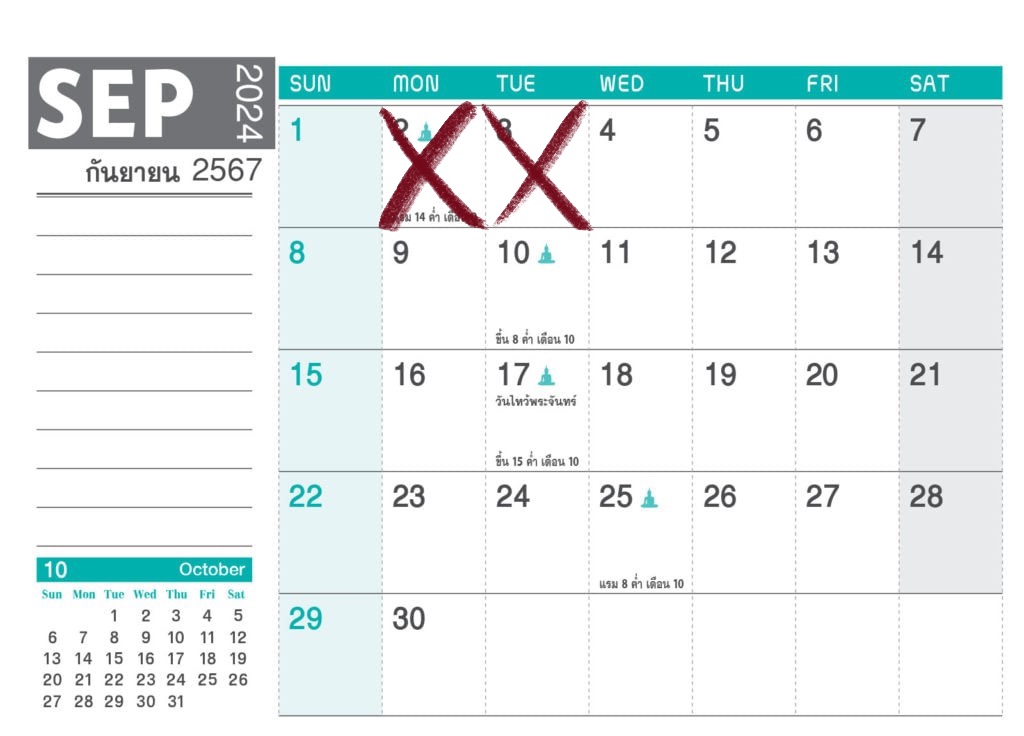 SEP 2024
กันยายน 2567
SUN MON TUE WED THU FRI SAT
1 2 3 4 5 6 7
14 ค่ำ
8 9 10 11 12 13 14
ขึ้น 8 ค่ำ เดือน 10
15 16 17 18 19 20 21
วันไหว้พระจันทร์
ขึ้น 15 ค่ำ เดือน 10
22 23 24 25 26 27 28
แรม 8 ค่ำ เดือน 10
29 30
10 October
Sun Mon Tue Wed Thu Fri Sat
1 2 3 4 5
6 7 8 9 10 11 12
13 14 15 16 17 18 19
20 21 22 23 24 25 26
27 28 29 30 31